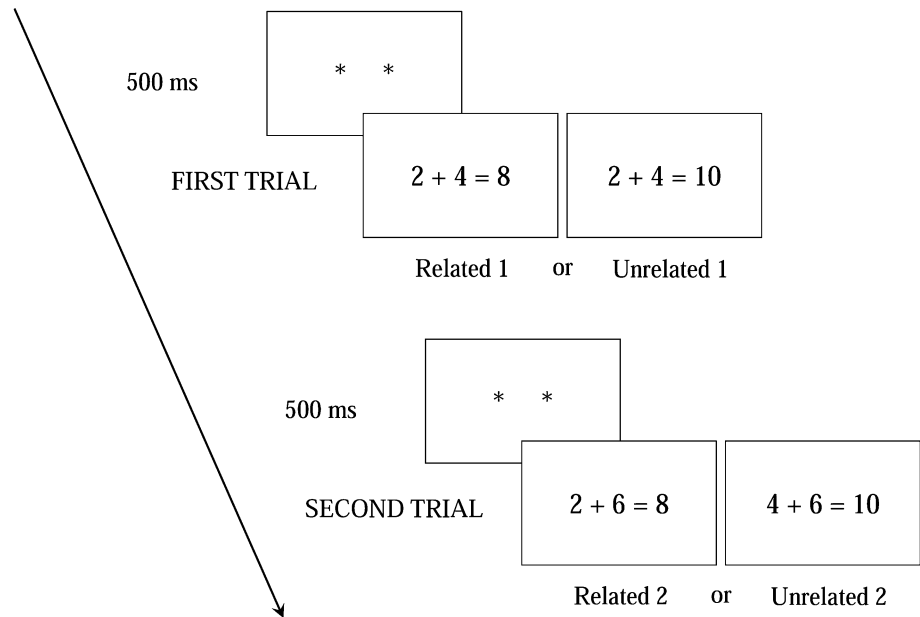 * *
500 ms
2 + 4 = 8
2 + 4 = 10
FIRST TRIAL
Related 1 or Unrelated 1
* *
500 ms
2 + 6 = 8
4 + 6 = 10
SECOND TRIAL
Related 2 or Unrelated 2